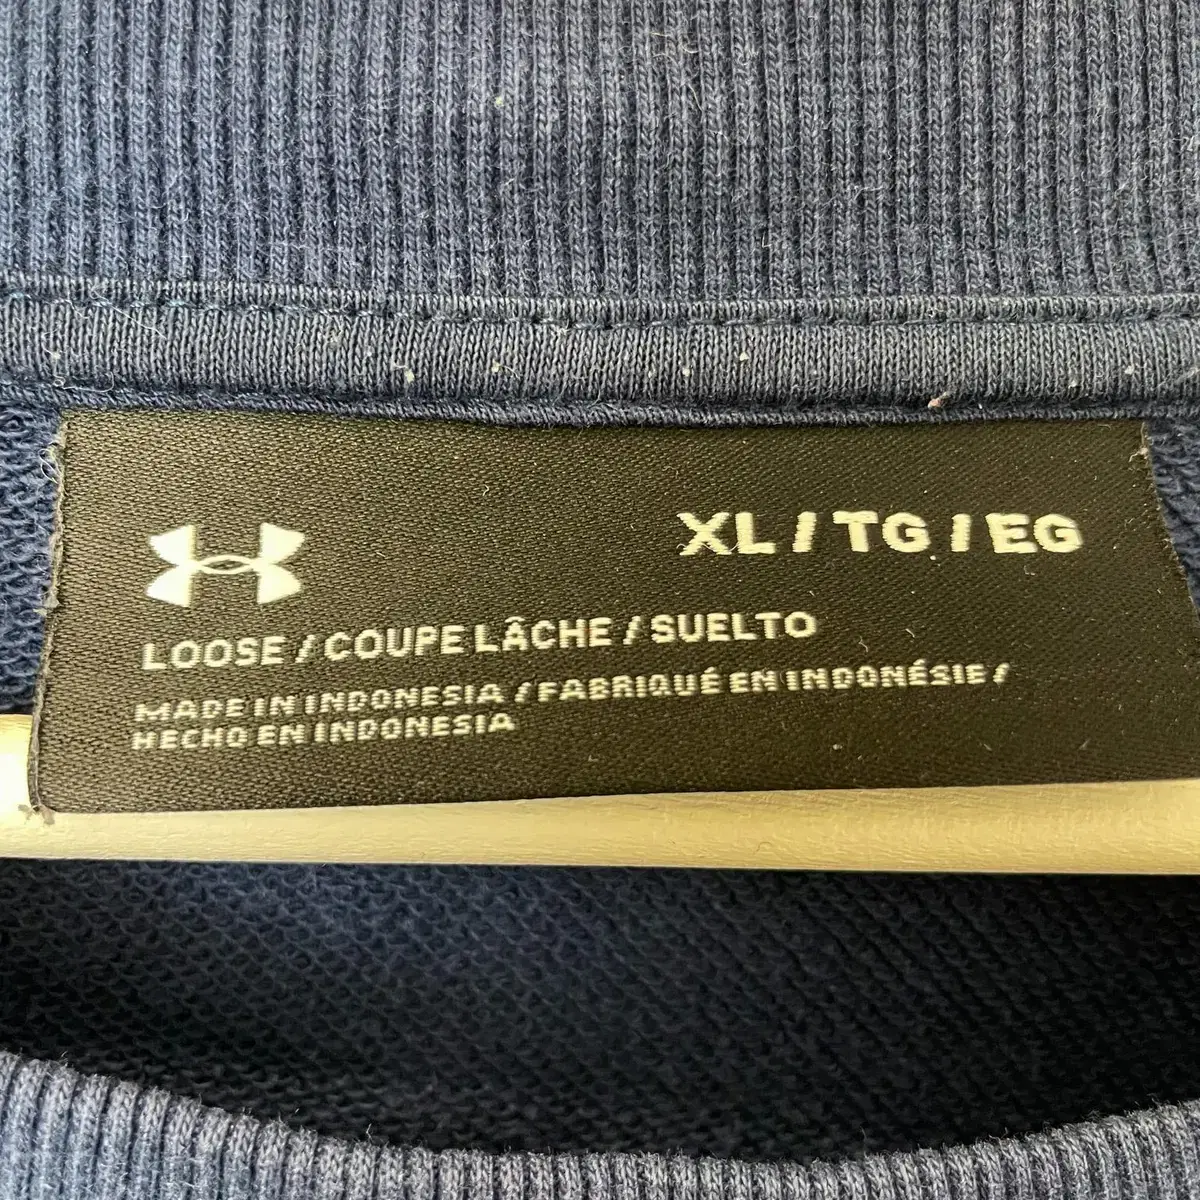 XL / TG / EG
LOOSE / COUPE LÂCHE / SUELTO
MADE IN INDONESIA / FABRIQUÉ EN INDONÉSIE /
HECHO EN INDONESIA